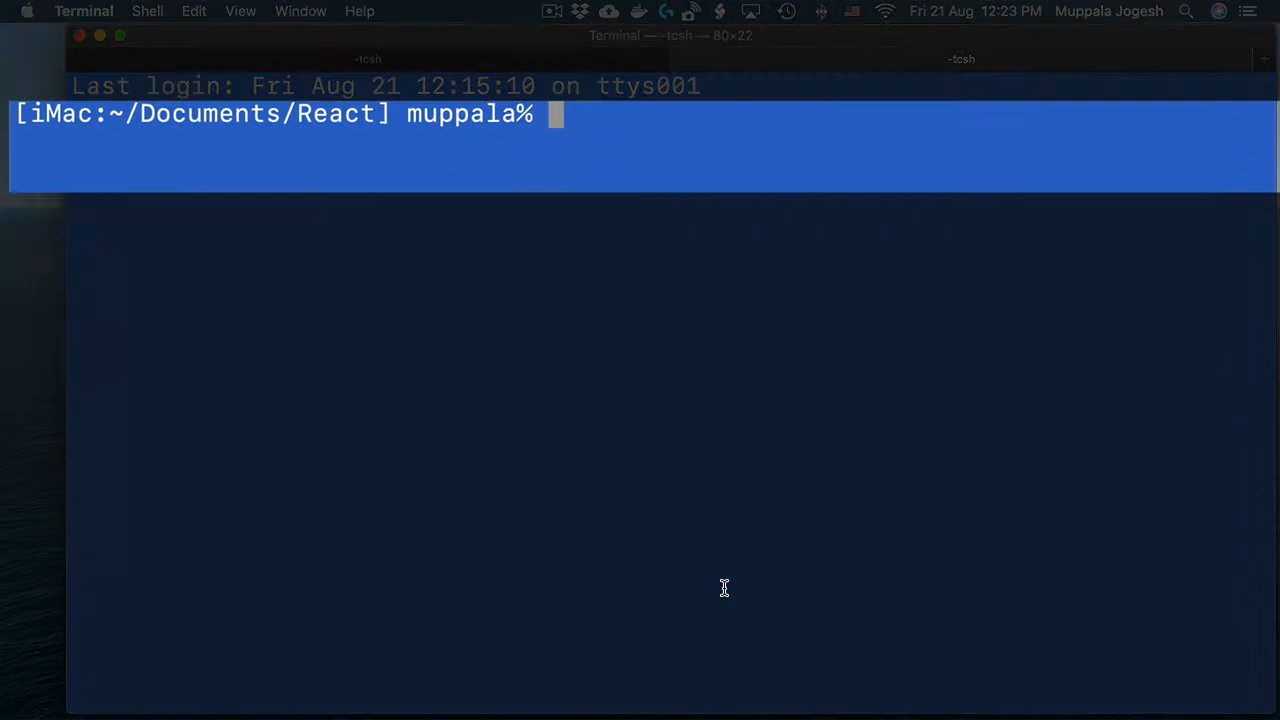 Terminal Shell Edit View Window Help Fri 21 Aug 12:23 PM Muppala Jogesh
Terminal — -tcsh — 80×22
-tcsh -tcsh +
Last login: Fri Aug 21 12:15:10 on ttys001
[iMac:~/Documents/React] muppala%